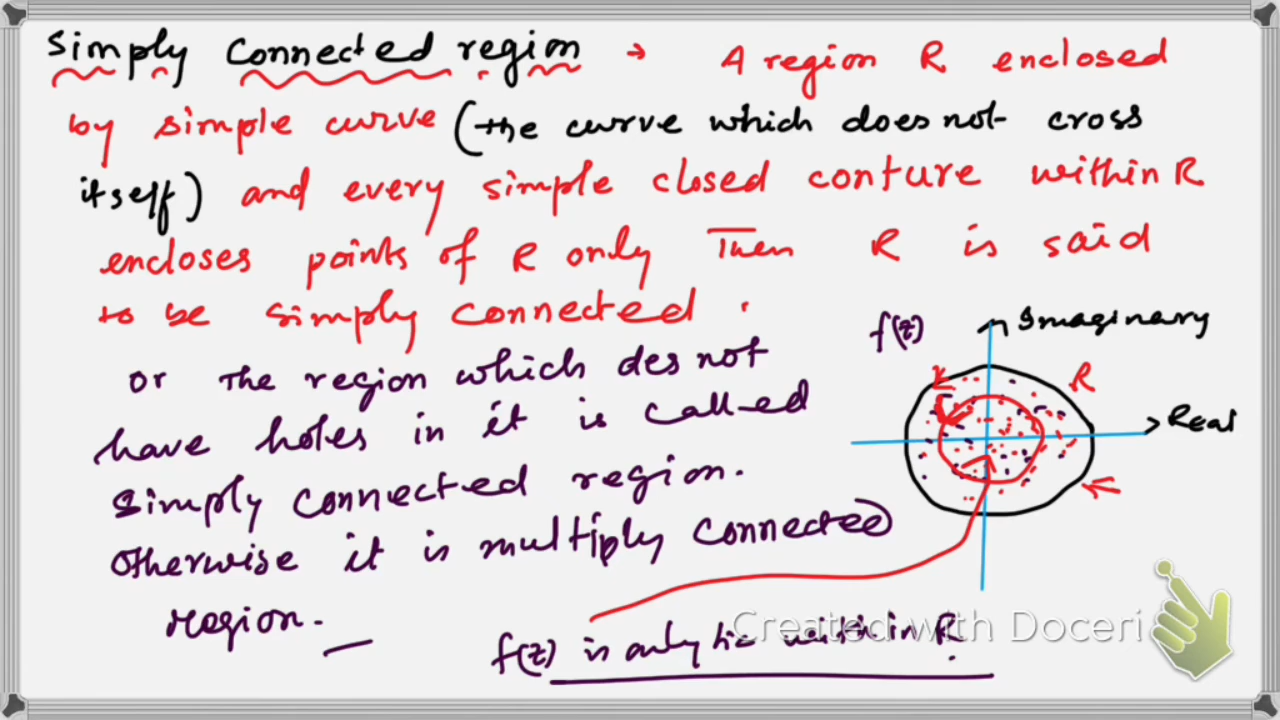 Simply Connected region → A region R enclosed
by simple curve (the curve which does not cross
itself) and every simple closed conture within R
encloses points of R only Then R is said
to be simply connected.
or The region which des not
have holes in it is called
simply connected region.
otherwise it is multiply connected
region.
f(z)
Imaginary
R
Real
f(z) is analytic within R.
Created with Doceri